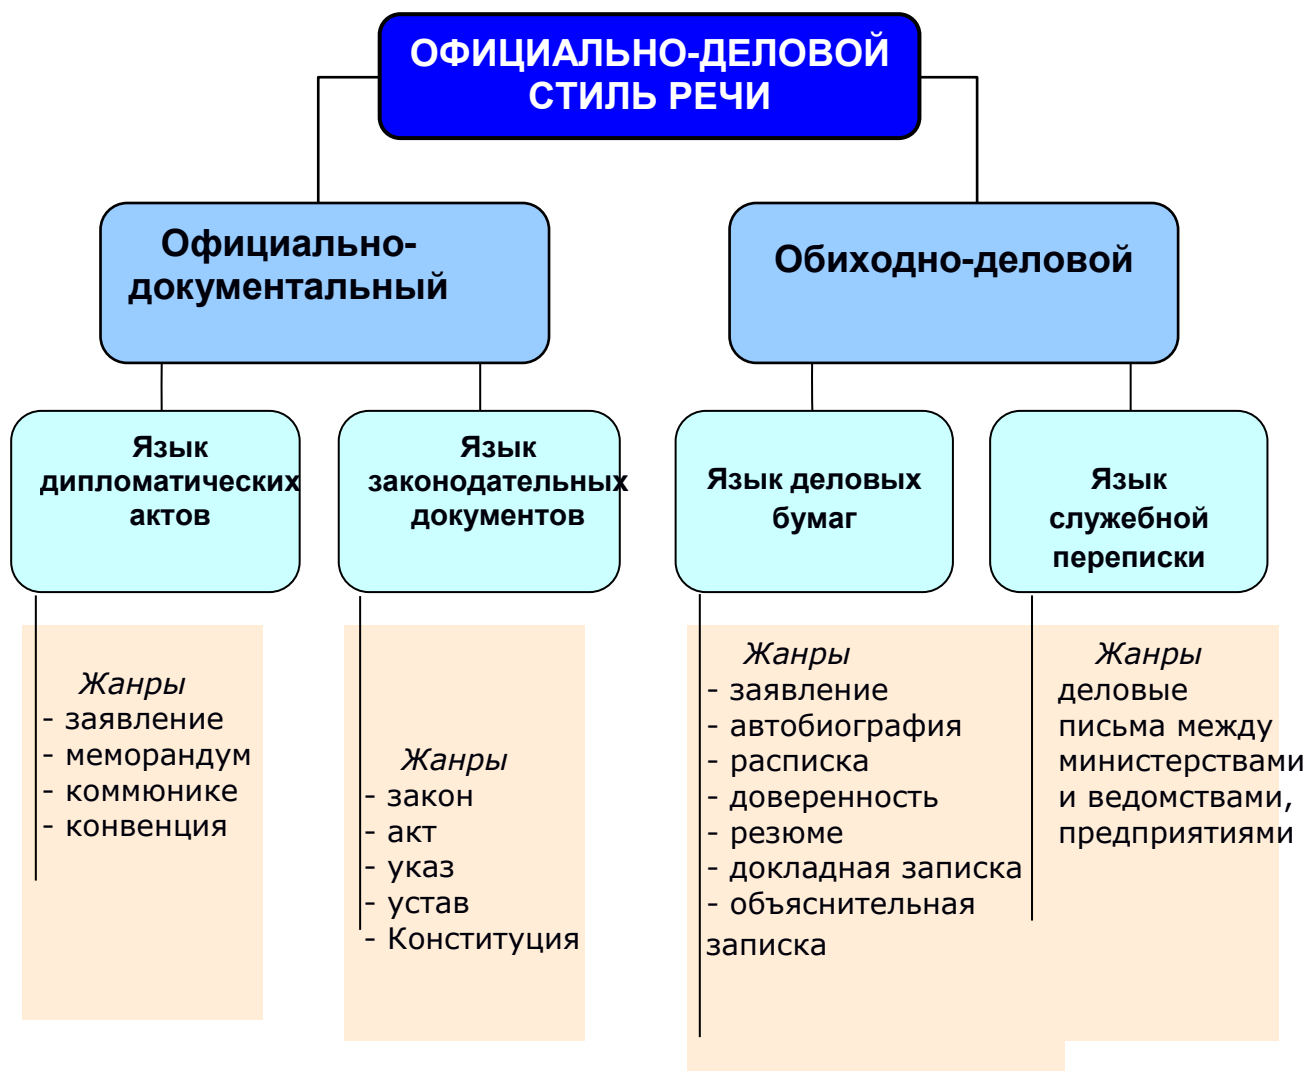 ОФИЦИАЛЬНО-ДЕЛОВОЙ
СТИЛЬ РЕЧИ
Официально-
документальный
Обиходно-деловой
Язык
дипломатических
актов
Язык
законодательных
документов
Язык деловых
бумаг
Язык
служебной
переписки
Жанры
- заявление
- меморандум
- коммюнике
- конвенция
Жанры
- закон
- акт
- указ
- устав
- Конституция
Жанры
- заявление
- автобиография
- расписка
- доверенность
- резюме
- докладная записка
- объяснительная
записка
Жанры
деловые
письма между
министерствами
и ведомствами,
предприятиями